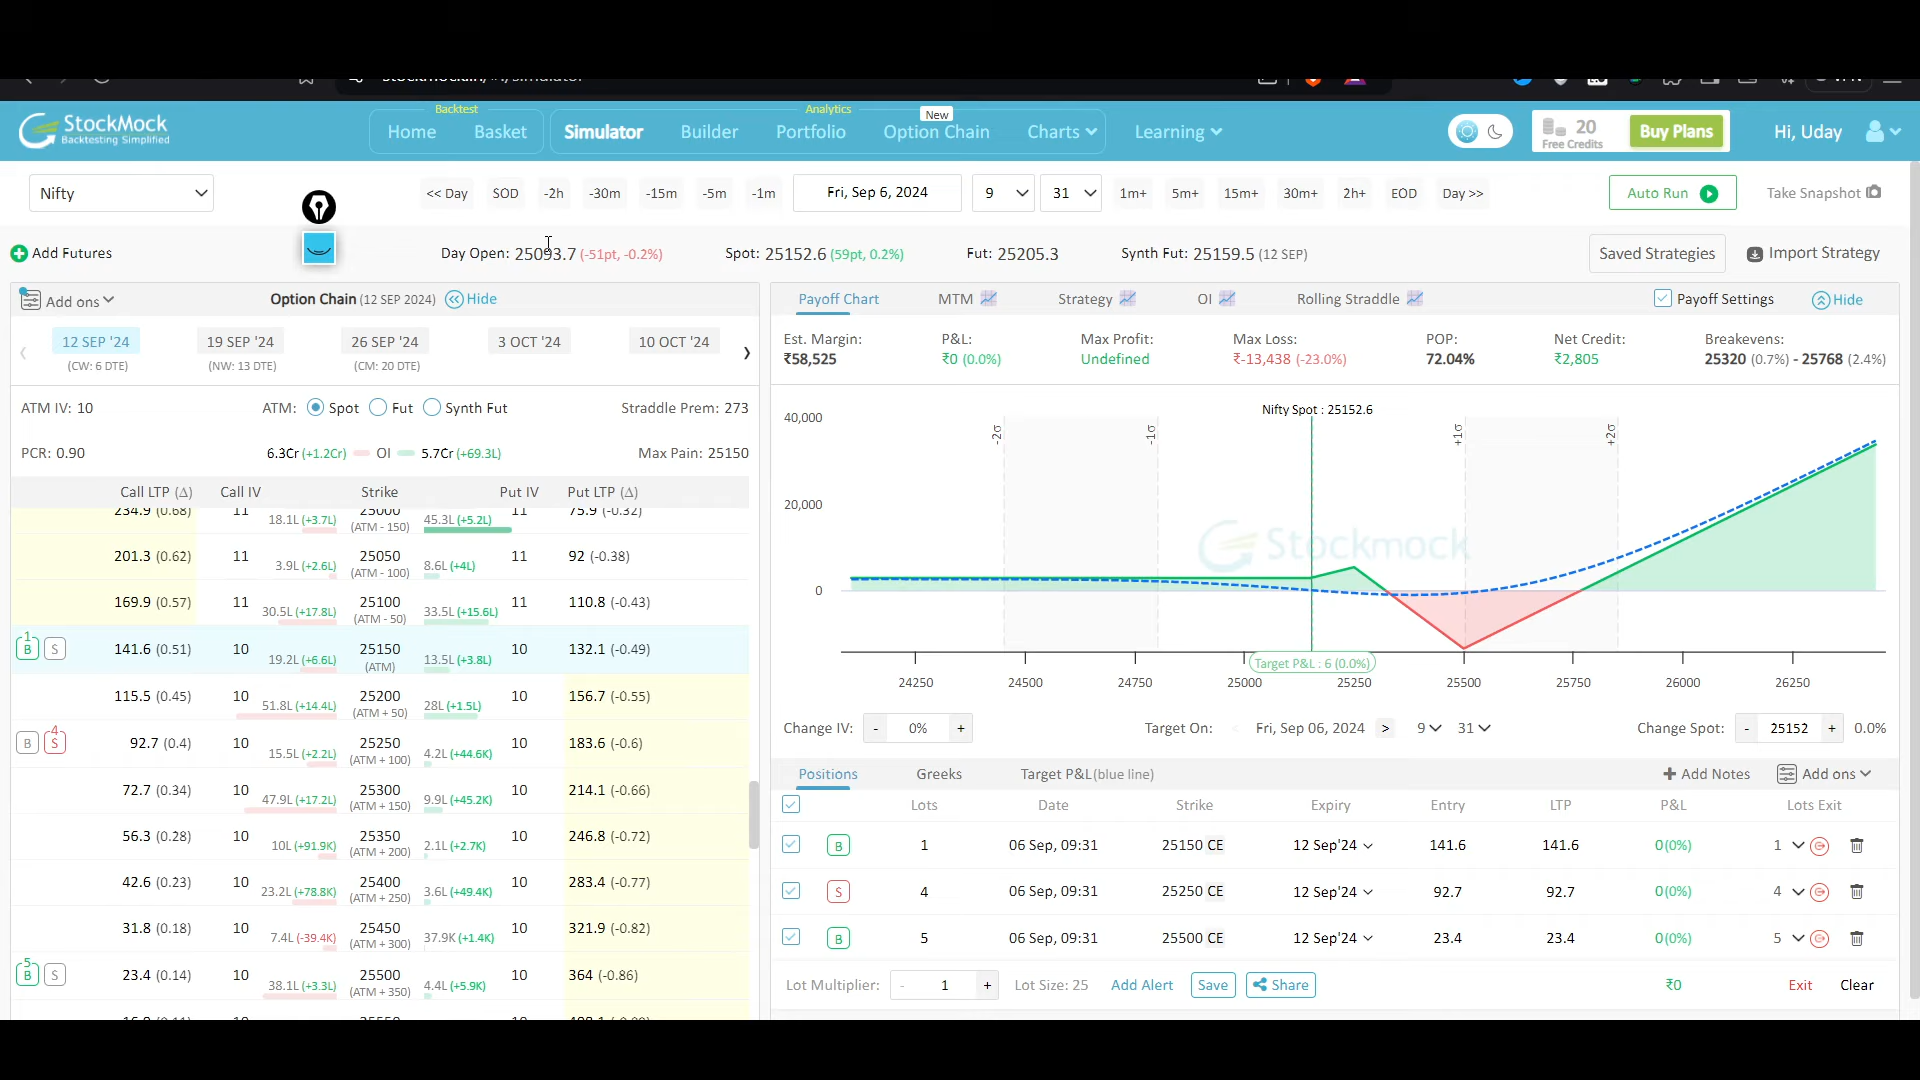 Backtest Analytics New
StockMock
Backtesting Simplified
Home Basket Simulator Builder Portfolio Option Chain Charts Learning
20
Free Credits
Buy Plans
Hi, Uday
Nifty
<< Day SOD -2h -30m -15m -5m -1m Fri, Sep 6, 2024 9 31 1m+ 5m+ 15m+ 30m+ 2h+ EOD Day >>
Auto Run
Take Snapshot
Add Futures
Day Open: 25093.7 (-51pt, -0.2%) Spot: 25152.6 (59pt, 0.2%) Fut: 25205.3 Synth Fut: 25159.5 (12 SEP)
Saved Strategies
Import Strategy
Add ons
Option Chain (12 SEP 2024) Hide
12 SEP '24 19 SEP '24 26 SEP '24 3 OCT '24 10 OCT '24
(CW: 6 DTE) (NW: 13 DTE) (CM: 20 DTE)
ATM IV: 10 ATM: Spot Fut Synth Fut Straddle Prem: 273
PCR: 0.90 6.3Cr (+1.2Cr) OI 5.7Cr (+69.3L) Max Pain: 25150
Call LTP (Δ) Call IV Strike Put IV Put LTP (Δ)
234.9 (0.68) 11 18.1L (+3.7L) 25000 45.3L (+5.2L) 11 75.9 (-0.32)
(ATM - 150)
201.3 (0.62) 11 3.9L (+2.6L) 25050 8.6L (+4L) 11 92 (-0.38)
(ATM - 100)
169.9 (0.57) 11 30.5L (+17.8L) 25100 33.5L (+15.6L) 11 110.8 (-0.43)
(ATM - 50)
1 B S 141.6 (0.51) 10 19.2L (+6.6L) 25150 13.5L (+3.8L) 10 132.1 (-0.49)
(ATM)
115.5 (0.45) 10 51.8L (+14.4L) 25200 28L (+1.5L) 10 156.7 (-0.55)
(ATM + 50)
B 4 S 92.7 (0.4) 10 15.5L (+2.2L) 25250 4.2L (+44.6K) 10 183.6 (-0.6)
(ATM + 100)
72.7 (0.34) 10 47.9L (+17.2L) 25300 9.9L (+45.2K) 10 214.1 (-0.66)
(ATM + 150)
56.3 (0.28) 10 10L (+91.9K) 25350 2.1L (+2.7K) 10 246.8 (-0.72)
(ATM + 200)
42.6 (0.23) 10 23.2L (+78.8K) 25400 3.6L (+49.4K) 10 283.4 (-0.77)
(ATM + 250)
31.8 (0.18) 10 7.4L (-39.4K) 25450 37.9K (+1.4K) 10 321.9 (-0.82)
(ATM + 300)
5 B S 23.4 (0.14) 10 38.1L (+3.3L) 25500 4.4L (+5.9K) 10 364 (-0.86)
(ATM + 350)
Payoff Chart MTM Strategy OI Rolling Straddle Payoff Settings Hide
Est. Margin: P&L: Max Profit: Max Loss: POP: Net Credit: Breakevens:
₹58,525 ₹0 (0.0%) Undefined ₹-13,438 (-23.0%) 72.04% ₹2,805 25320 (0.7%) - 25768 (2.4%)
Nifty Spot : 25152.6
40,000
-2σ -1σ +1σ +2σ
20,000
Stockmock
0
Target P&L : 6 (0.0%)
24250 24500 24750 25000 25250 25500 25750 26000 26250
Change IV: - 0% + Target On: < Fri, Sep 06, 2024 > 9 31 Change Spot: - 25152 + 0.0%
Positions Greeks Target P&L(blue line) Add Notes Add ons
Lots Date Strike Expiry Entry LTP P&L Lots Exit
B 1 06 Sep, 09:31 25150 CE 12 Sep'24 141.6 141.6 0(0%) 1
S 4 06 Sep, 09:31 25250 CE 12 Sep'24 92.7 92.7 0(0%) 4
B 5 06 Sep, 09:31 25500 CE 12 Sep'24 23.4 23.4 0(0%) 5
Lot Multiplier: - 1 + Lot Size: 25 Add Alert Save Share ₹0 Exit Clear